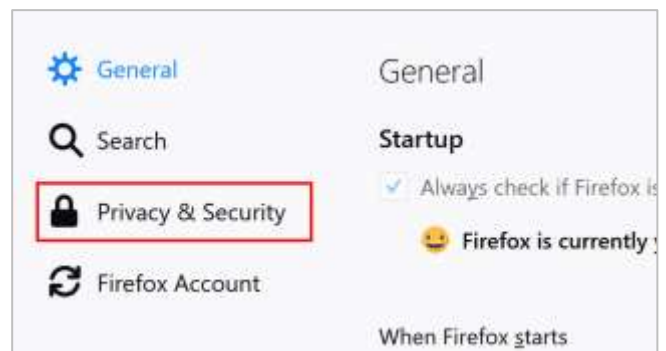 General
Search
Privacy & Security
Firefox Account
General
Startup
Always check if Firefox is
Firefox is currently
When Firefox starts